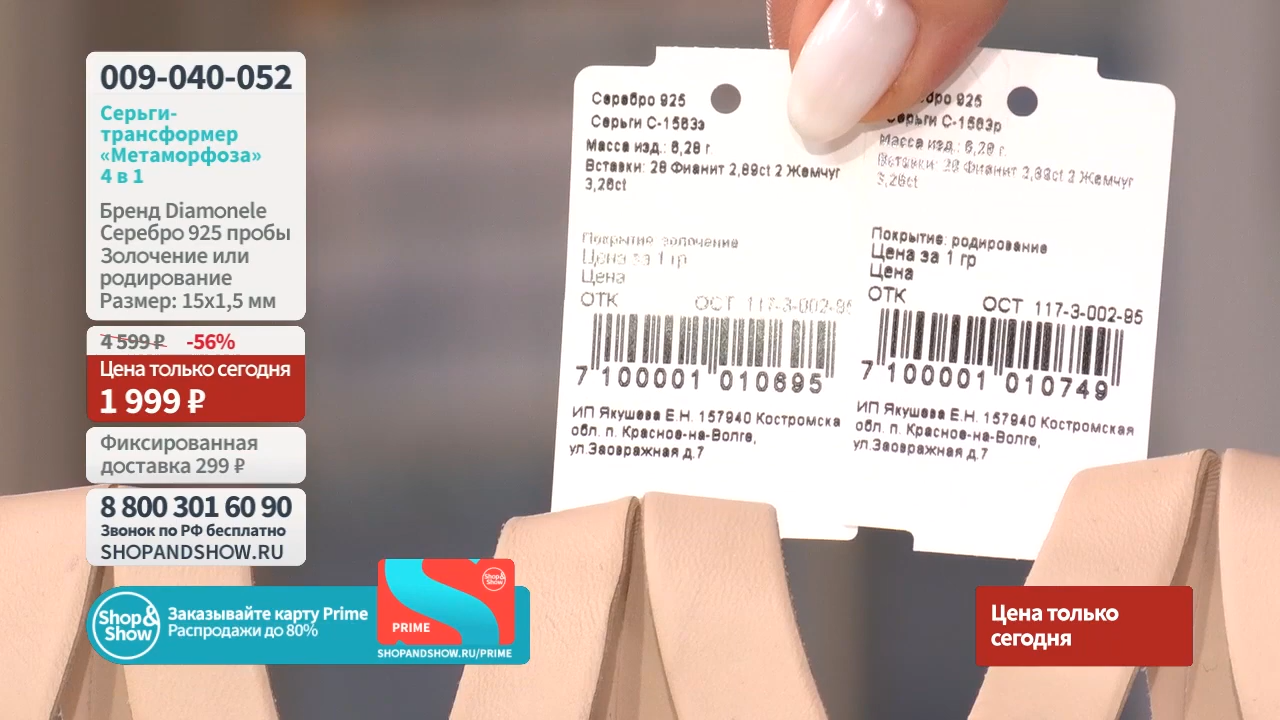 009-040-052
Серьги-
трансформер
«Метаморфоза»
4 в 1
Бренд Diamonele
Серебро 925 пробы
Золочение или
родирование
Размер: 15x1,5 мм
4 599 ₽ -56%
Цена только сегодня
1 999 ₽
Фиксированная
доставка 299 ₽
8 800 301 60 90
Звонок по РФ бесплатно
SHOPANDSHOW.RU
Shop&
Show
Заказывайте карту Prime
Распродажи до 80%
Shop&
Show
PRIME
SHOPANDSHOW.RU/PRIME
Серебро 925
Серьги С-1563з
Масса изд.: 6,28 г.
Вставки: 28 Фианит 2,89ct 2 Жемчуг
3,26ct
Покрытие: золочение
Цена за 1 гр
Цена
ОТК ОСТ 117-3-002-95
7 100001 010695
ИП Якушева Е.Н. 157940 Костромска
обл. п. Красное-на-Волге,
ул.Заовражная д.7
925
Серьги С-1563р
Масса изд.: 6,28 г.
Вставки: 28 Фианит 2 Жемчуг
3,26ct
Покрытие: родирование
Цена за 1 гр
Цена
ОТК ОСТ 117-3-002-95
7 100001 010749
ИП Якушева Е.Н. 157940 Костромская
обл. п. Красное-на-Волге,
ул.Заовражная д.7
Цена только
сегодня